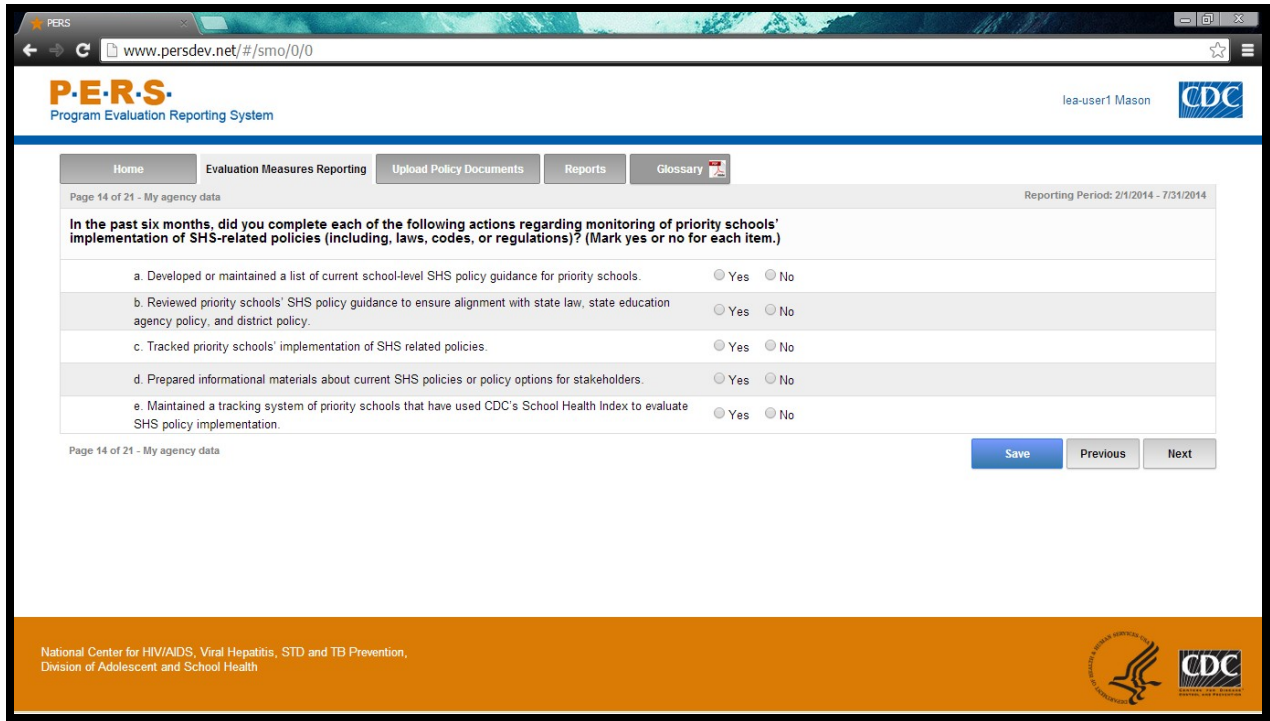 PERS
www.persdev.net/#/smo/0/0
P·E·R·S·
Program Evaluation Reporting System
lea-user1 Mason
CDC
Home
Evaluation Measures Reporting
Upload Policy Documents
Reports
Glossary
Page 14 of 21 - My agency data
Reporting Period: 2/1/2014 - 7/31/2014
In the past six months, did you complete each of the following actions regarding monitoring of priority schools'
implementation of SHS-related policies (including, laws, codes, or regulations)? (Mark yes or no for each item.)
a. Developed or maintained a list of current school-level SHS policy guidance for priority schools.
Yes No
b. Reviewed priority schools' SHS policy guidance to ensure alignment with state law, state education
agency policy, and district policy.
Yes No
c. Tracked priority schools' implementation of SHS related policies.
Yes No
d. Prepared informational materials about current SHS policies or policy options for stakeholders.
Yes No
e. Maintained a tracking system of priority schools that have used CDC's School Health Index to evaluate
SHS policy implementation.
Yes No
Page 14 of 21 - My agency data
Save
Previous
Next
National Center for HIV/AIDS, Viral Hepatitis, STD and TB Prevention,
Division of Adolescent and School Health
CDC